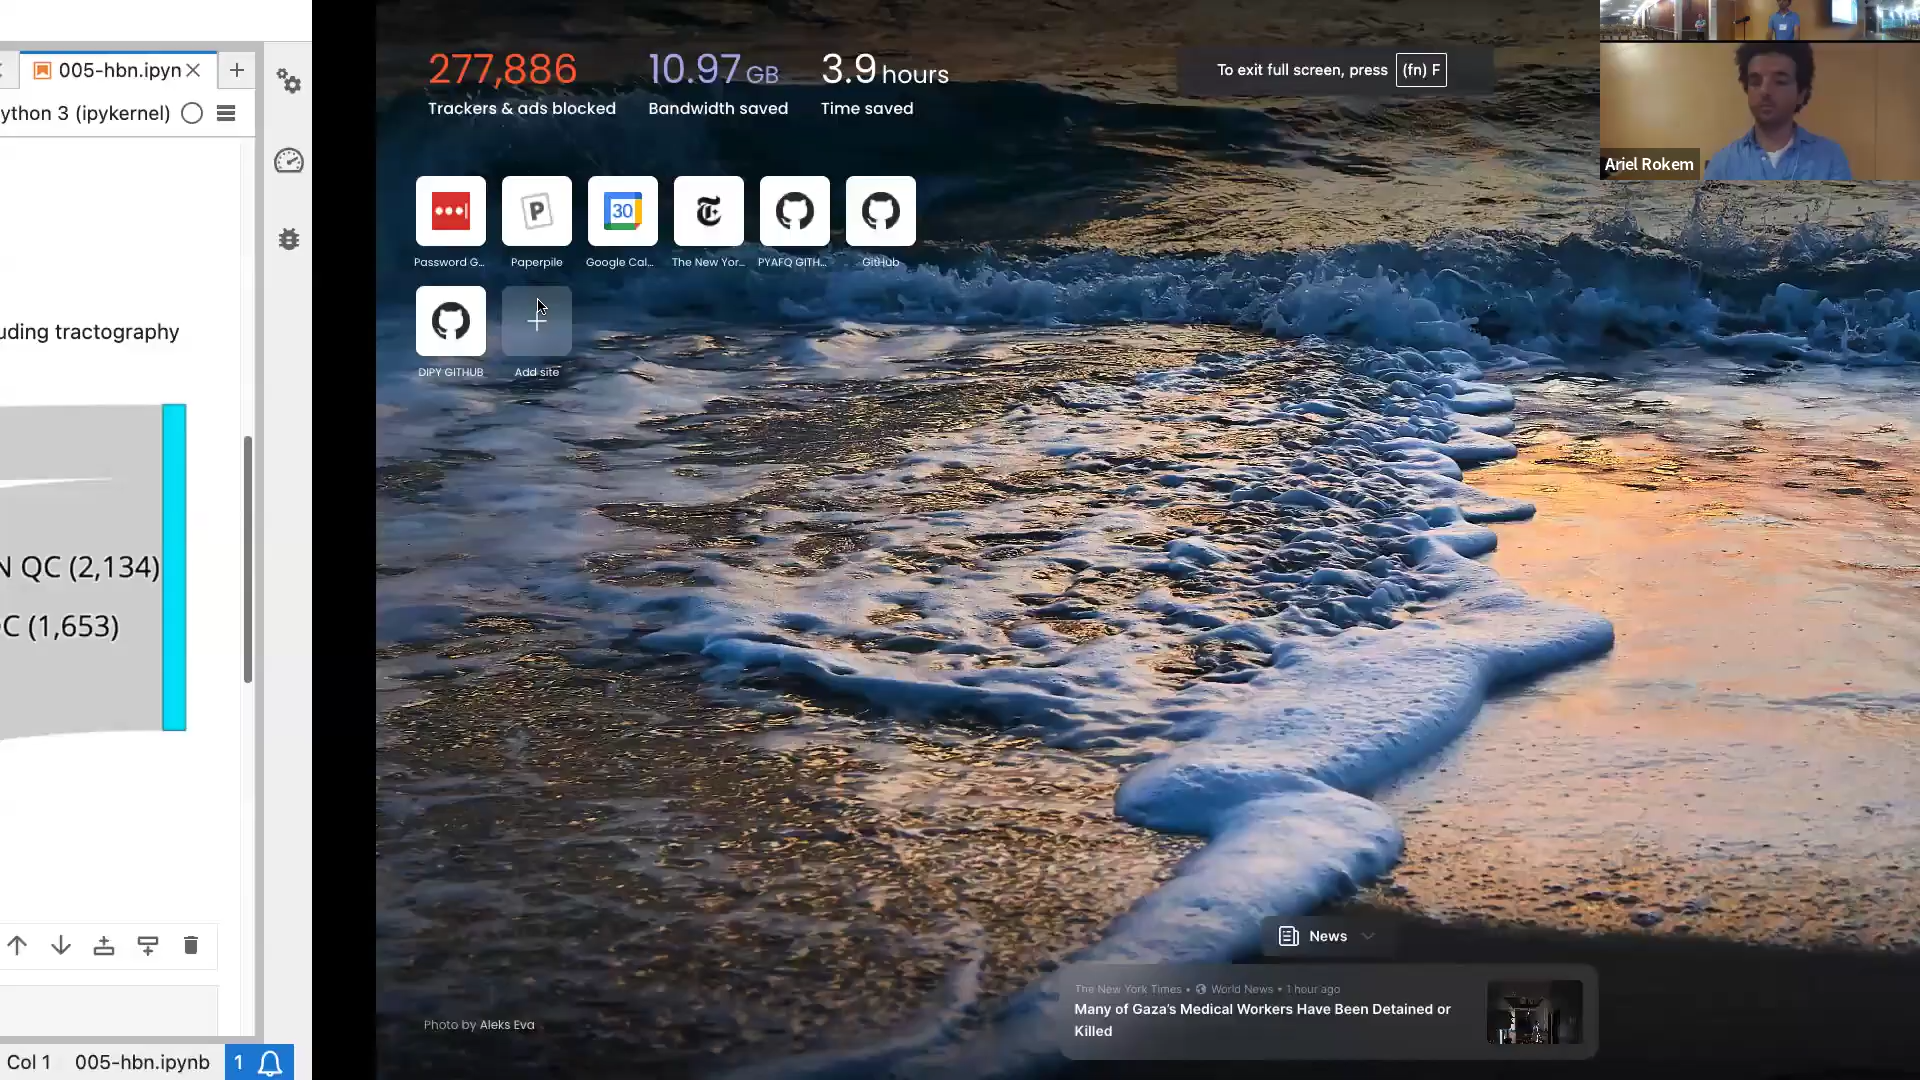 005-hbn.ipyn
ython 3 (ipykernel)
uding tractography
N QC (2,134)
C (1,653)
Col 1
005-hbn.ipynb
1
277,886
Trackers & ads blocked
10.97 GB
Bandwidth saved
3.9 hours
Time saved
To exit full screen, press (fn) F
Ariel Rokem
P
30
Password G...
Paperpile
Google Cal...
The New Yor...
PYAFQ GITH...
GitHub
DIPY GITHUB
Add site
News
The New York Times • World News • 1 hour ago
Many of Gaza's Medical Workers Have Been Detained or
Killed
Photo by Aleks Eva